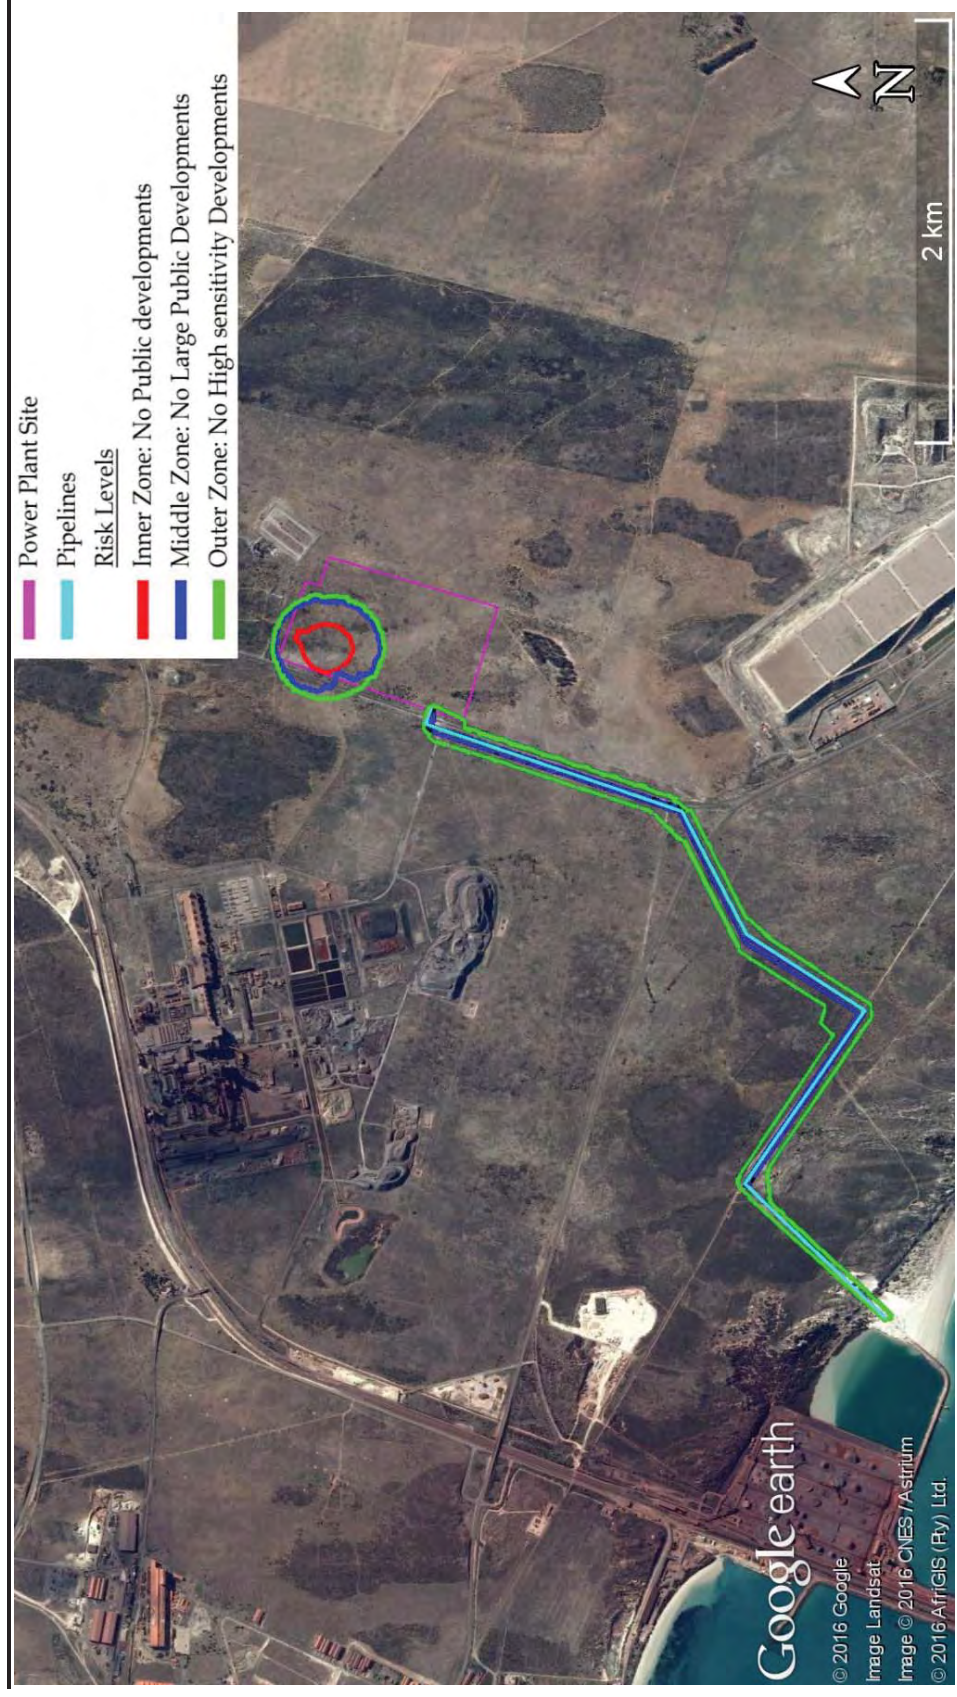 Power Plant Site
Pipelines
Risk Levels
Inner Zone: No Public developments
Middle Zone: No Large Public Developments
Outer Zone: No High sensitivity Developments
N
2 km
Google earth
© 2016 Google
Image Landsat
Image © 2016 CNES / Astrium
© 2016 AfriGIS (Pty) Ltd.